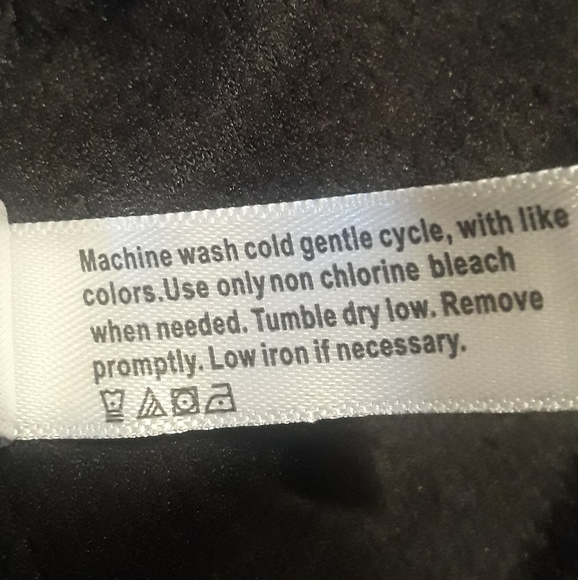 Machine wash cold gentle cycle, with like
colors.Use only non chlorine bleach
when needed. Tumble dry low. Remove
promptly. Low iron if necessary.